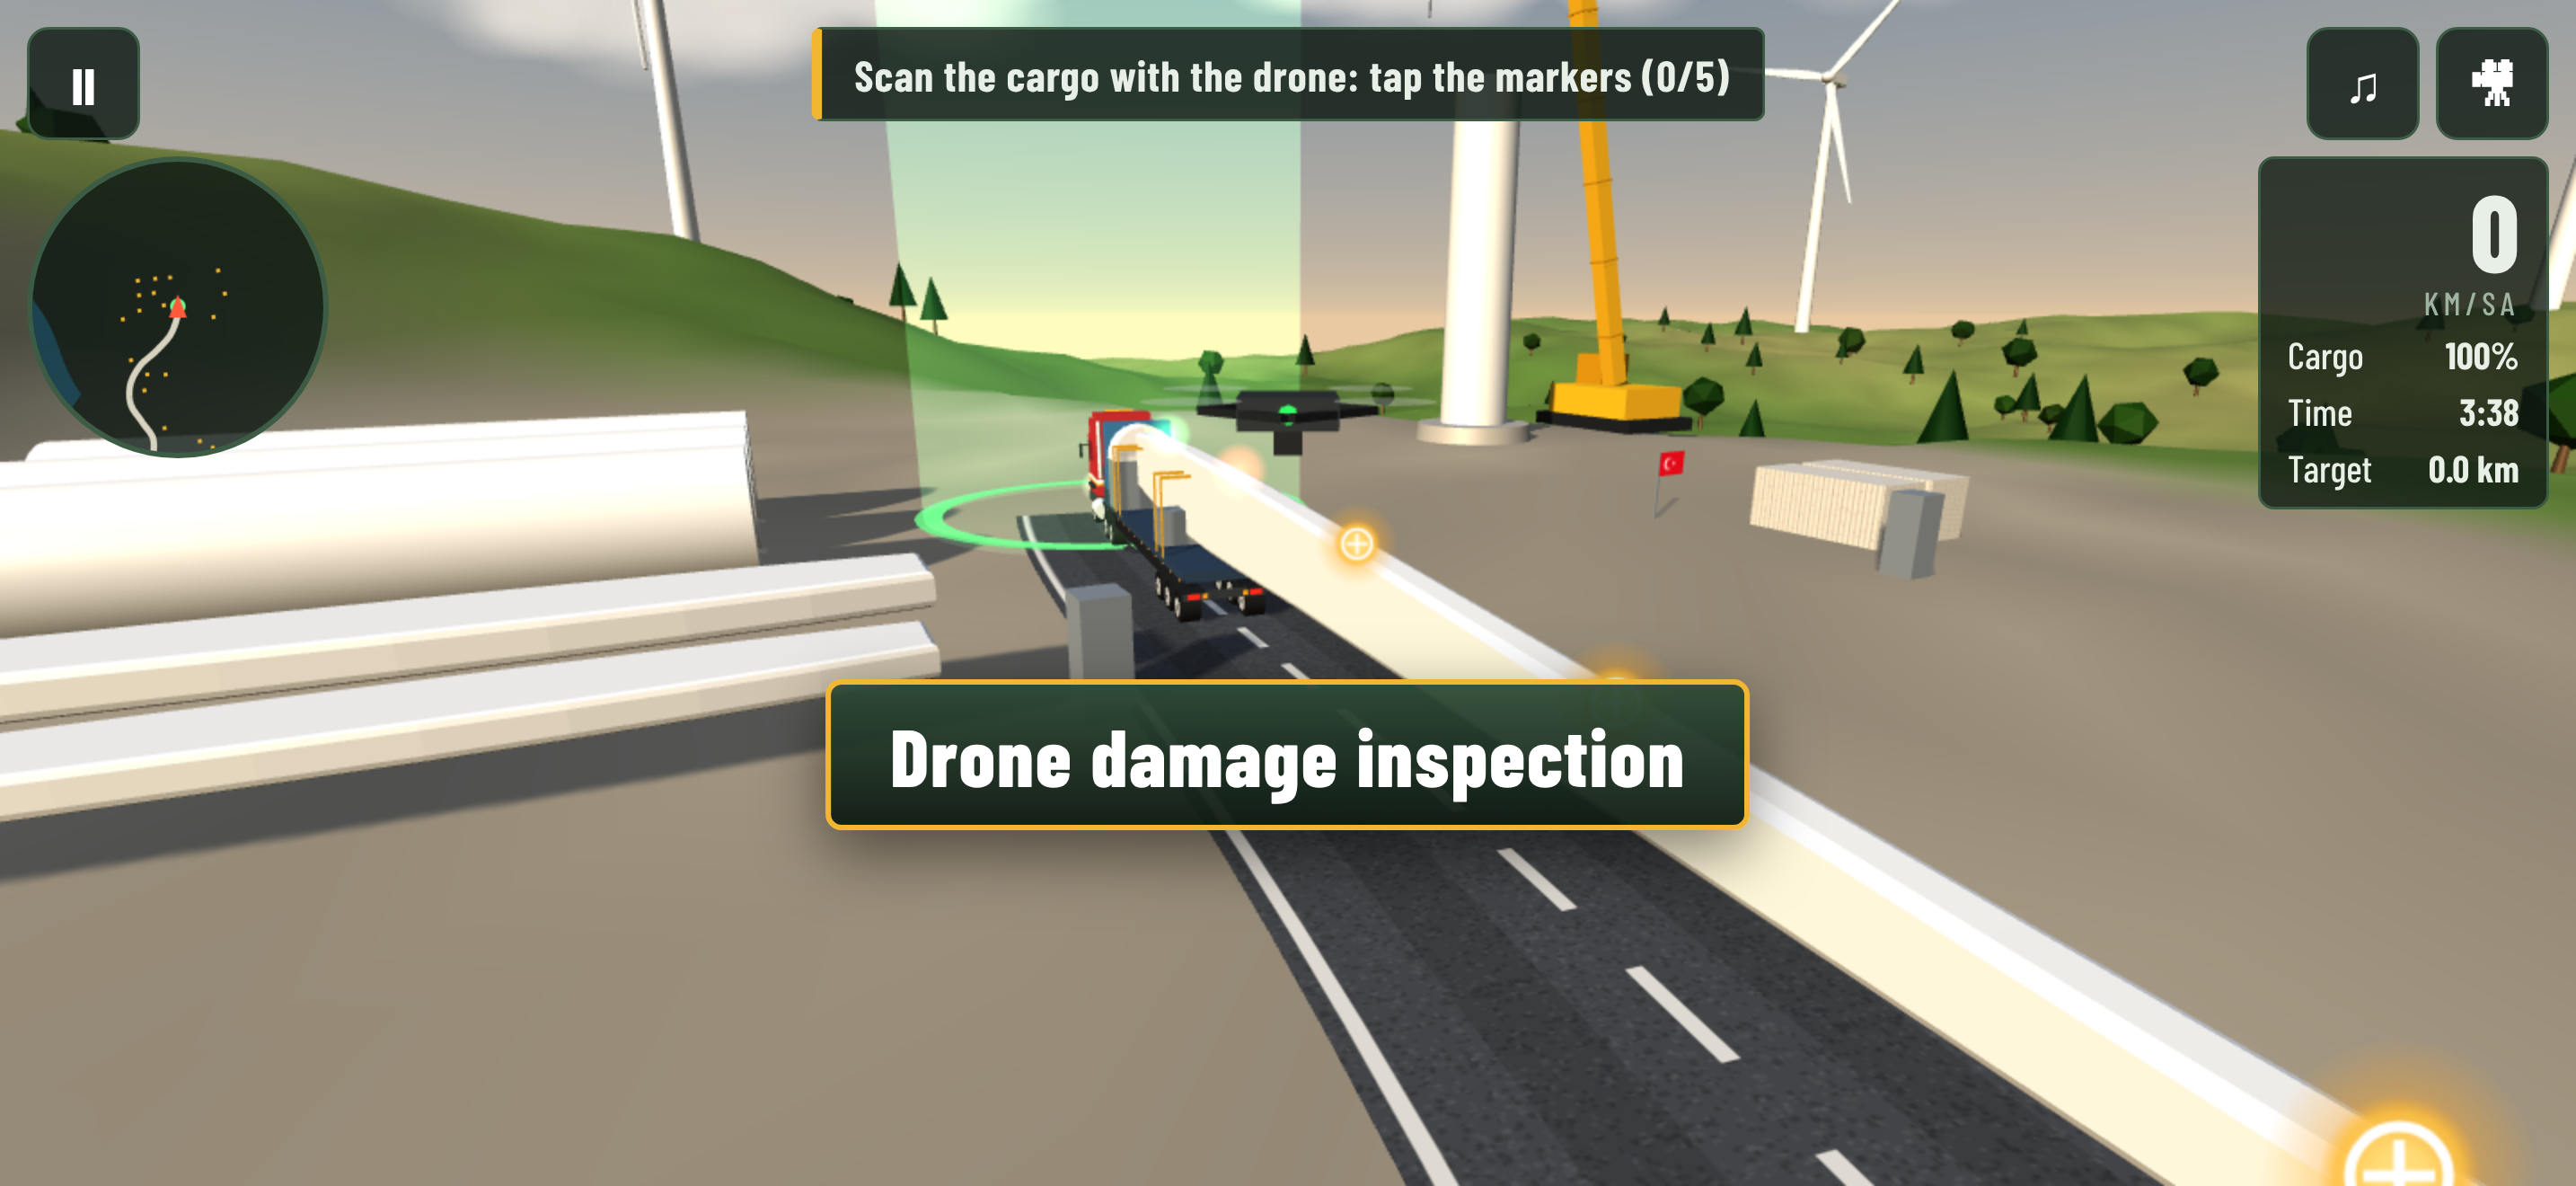 Scan the cargo with the drone: tap the markers (0/5)
0
KM/SA
Cargo 100%
Time 3:38
Target 0.0 km
Drone damage inspection